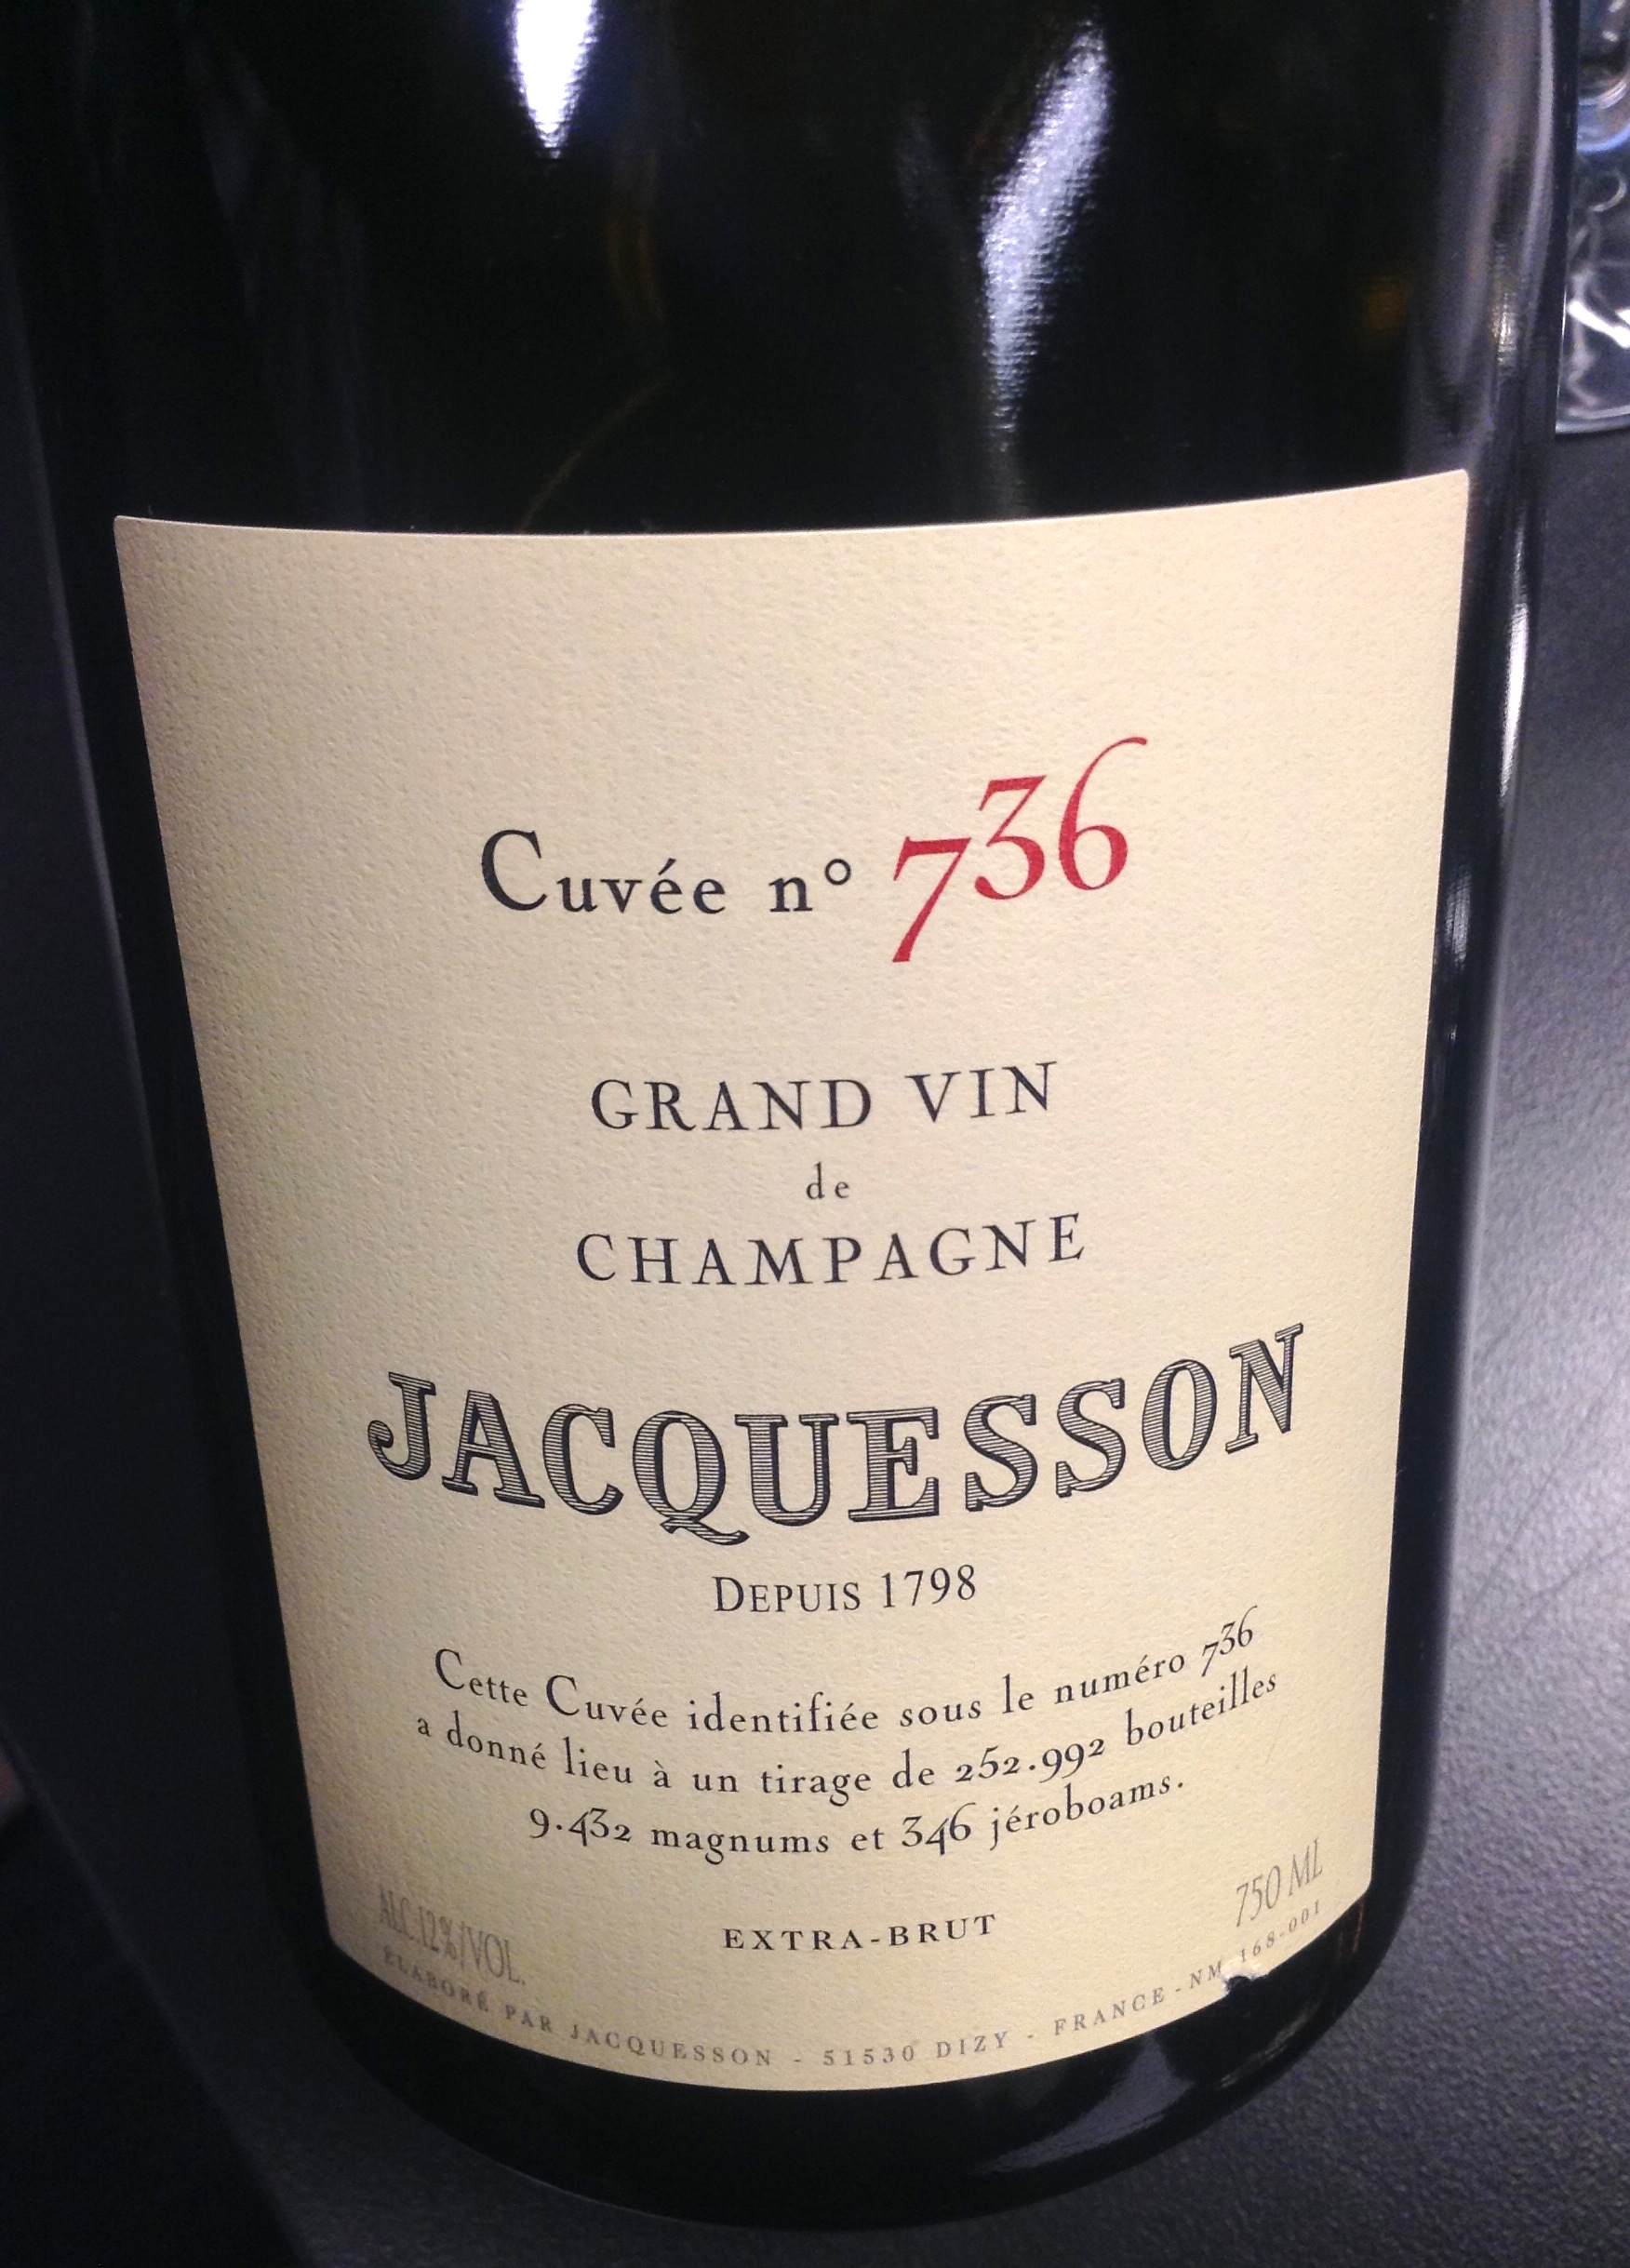 Cuvée n° 736
GRAND VIN
de
CHAMPAGNE
JACQUESSON
DEPUIS 1798
Cette Cuvée identifiée sous le numéro 736
a donné lieu à un tirage de 252.992 bouteilles
9.432 magnums et 346 jéroboams.
ALC.12%/VOL.
EXTRA-BRUT
750 ML
ÉLABORÉ PAR JACQUESSON - 51530 DIZY - FRANCE - NM 168-001